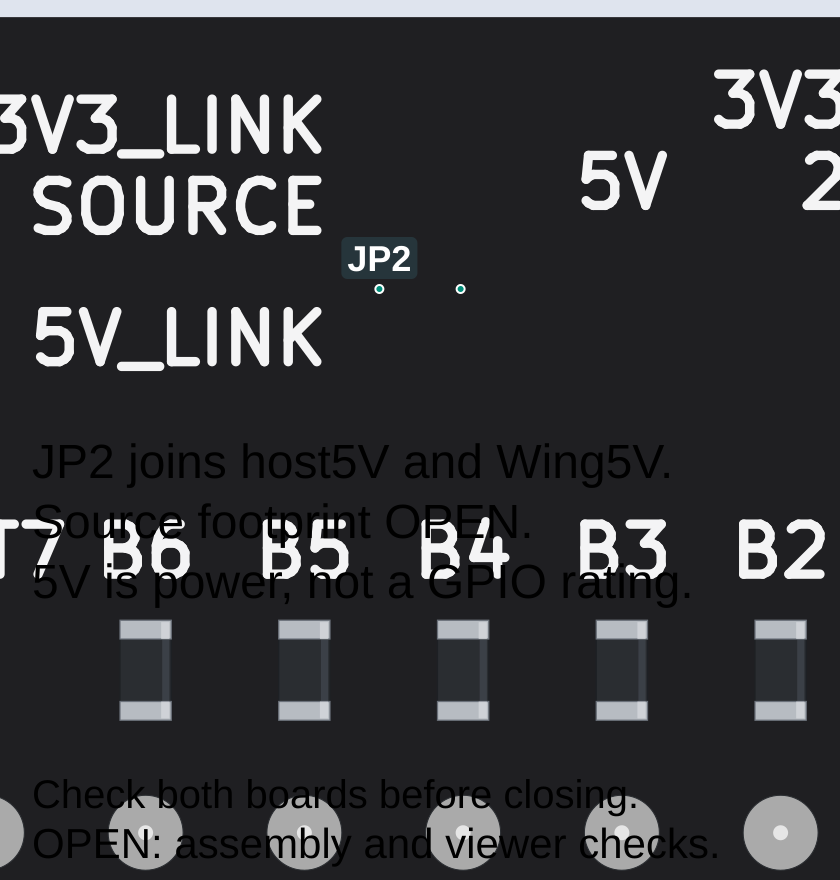 3V3
3V3_LINK
5V 2
SOURCE
JP2
5V_LINK
JP2 joins host5V and Wing5V.
Source footprint OPEN.
T7 B6 B5 B4 B3 B2
5V is power, not a GPIO rating.
Check both boards before closing.
OPEN: assembly and viewer checks.